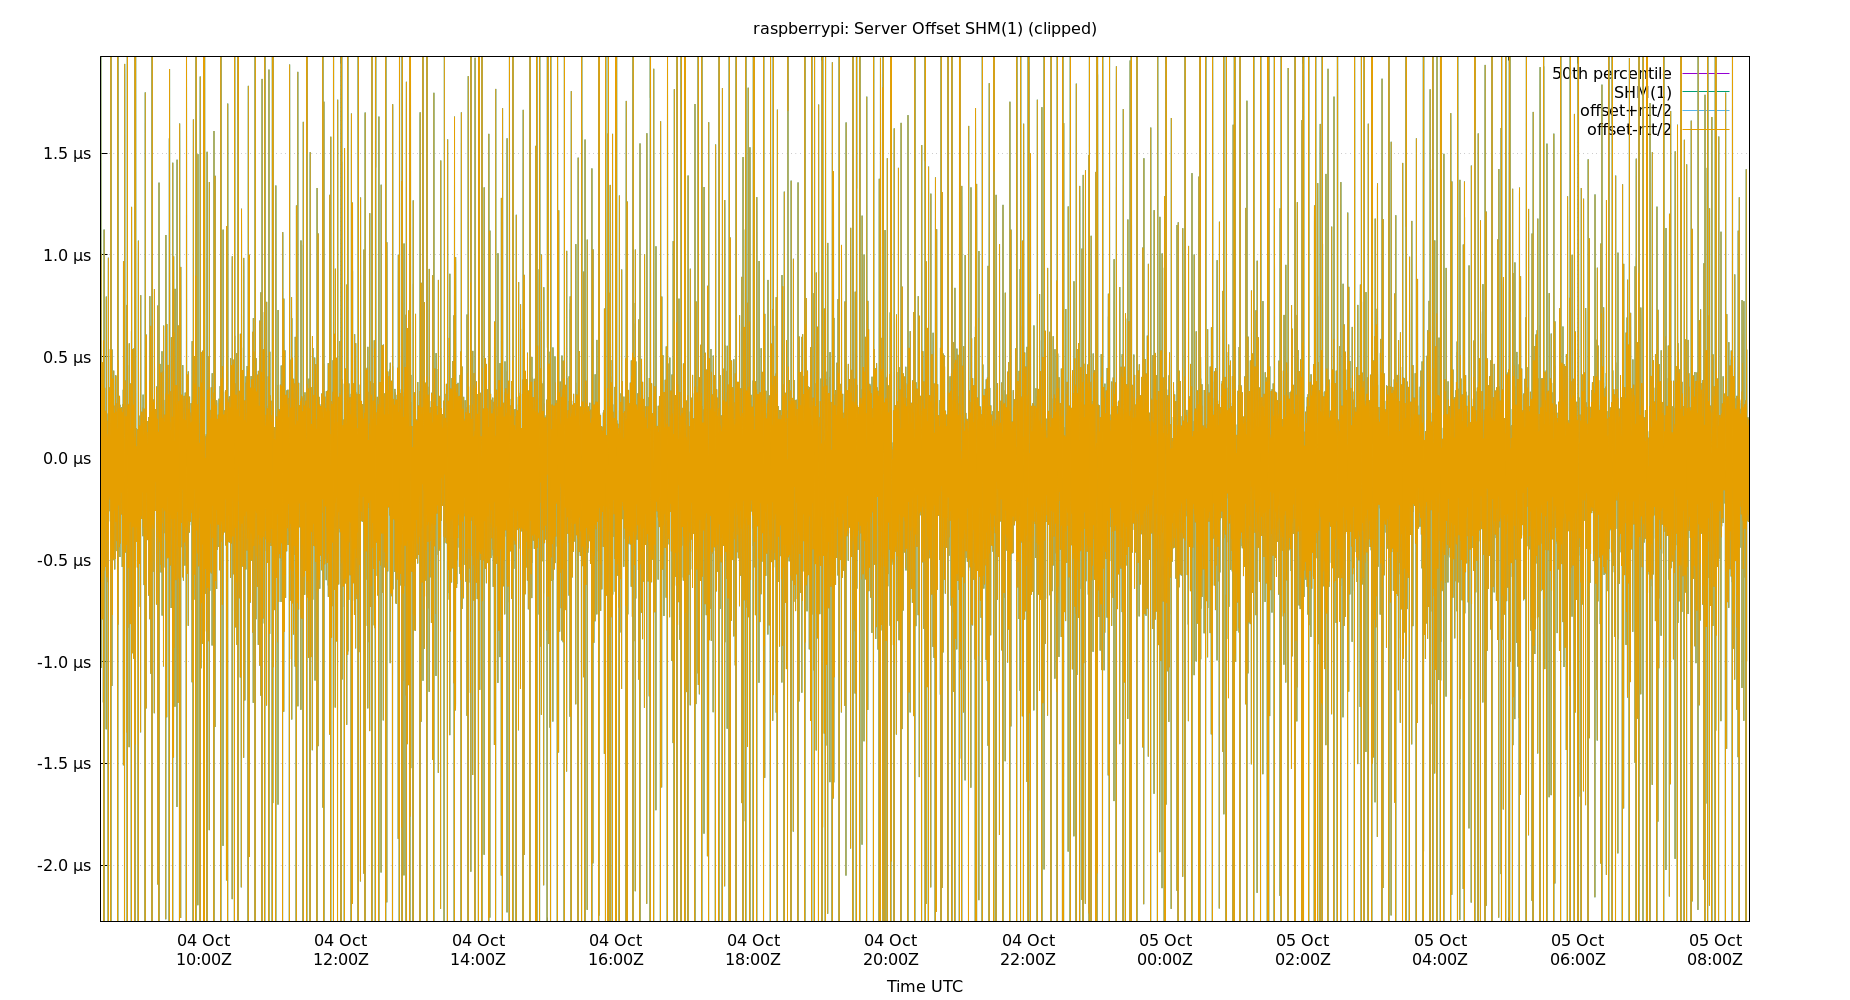 raspberrypi: Server Offset SHM(1) (clipped)
50th percentile
SHM(1)
offset+rtt/2
offset-rtt/2
1.5 µs
1.0 µs
0.5 µs
0.0 µs
-0.5 µs
-1.0 µs
-1.5 µs
-2.0 µs
04 Oct 04 Oct 04 Oct 04 Oct 04 Oct 04 Oct 04 Oct 05 Oct 05 Oct 05 Oct 05 Oct 05 Oct
10:00Z 12:00Z 14:00Z 16:00Z 18:00Z 20:00Z 22:00Z 00:00Z 02:00Z 04:00Z 06:00Z 08:00Z
Time UTC